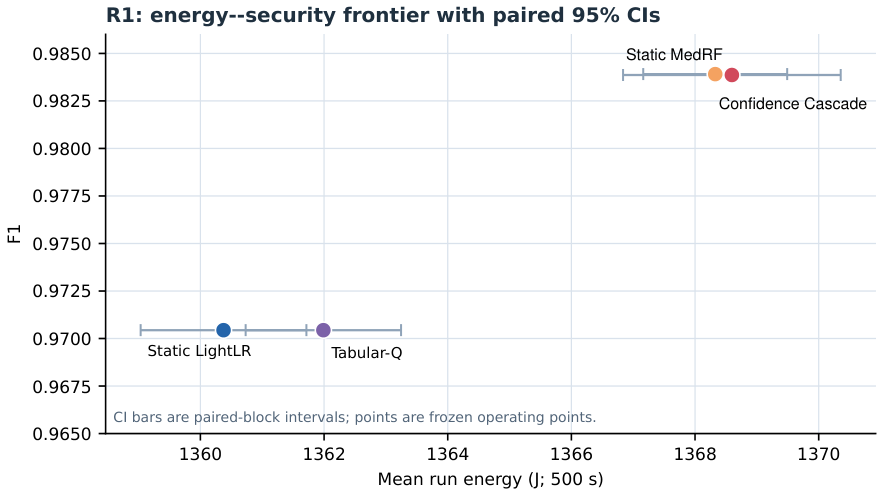 R1: energy--security frontier with paired 95% CIs
0.9850
0.9825
0.9800
0.9775
0.9750
0.9725
0.9700
0.9675
0.9650
F1
Static MedRF
Confidence Cascade
Static LightLR
Tabular-Q
CI bars are paired-block intervals; points are frozen operating points.
1360 1362 1364 1366 1368 1370
Mean run energy (J; 500 s)